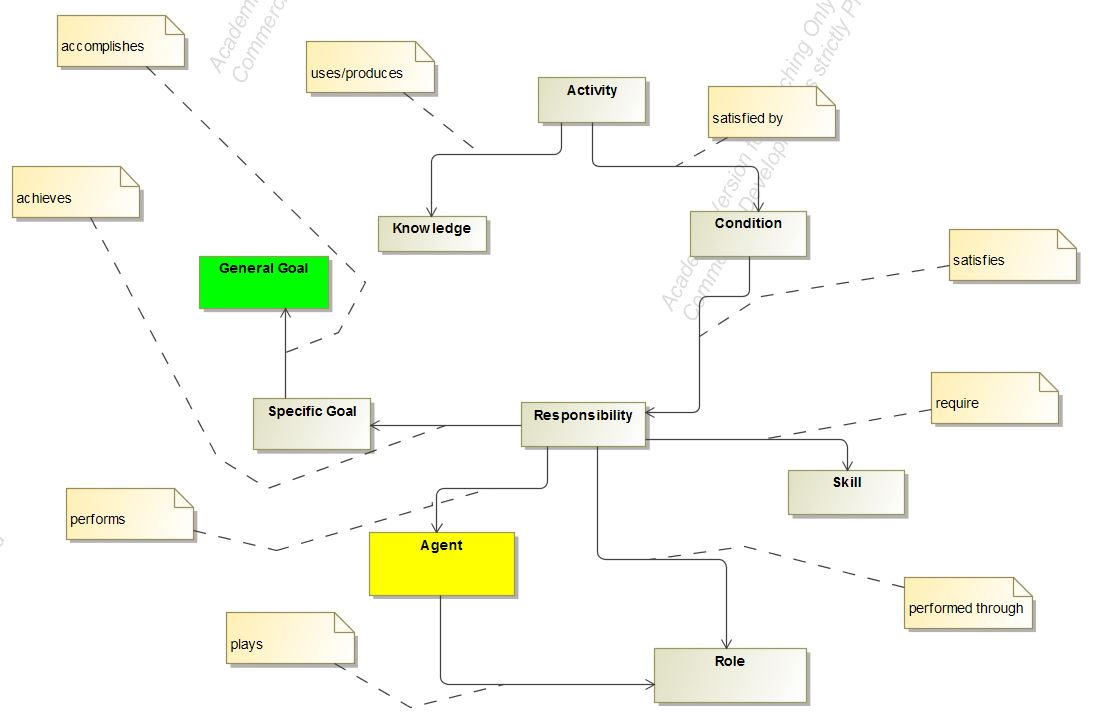 accomplishes
uses/produces
Activity
satisfied by
achieves
Knowledge
Condition
General Goal
satisfies
Specific Goal
Responsibility
require
Skill
performs
Agent
performed through
plays
Role